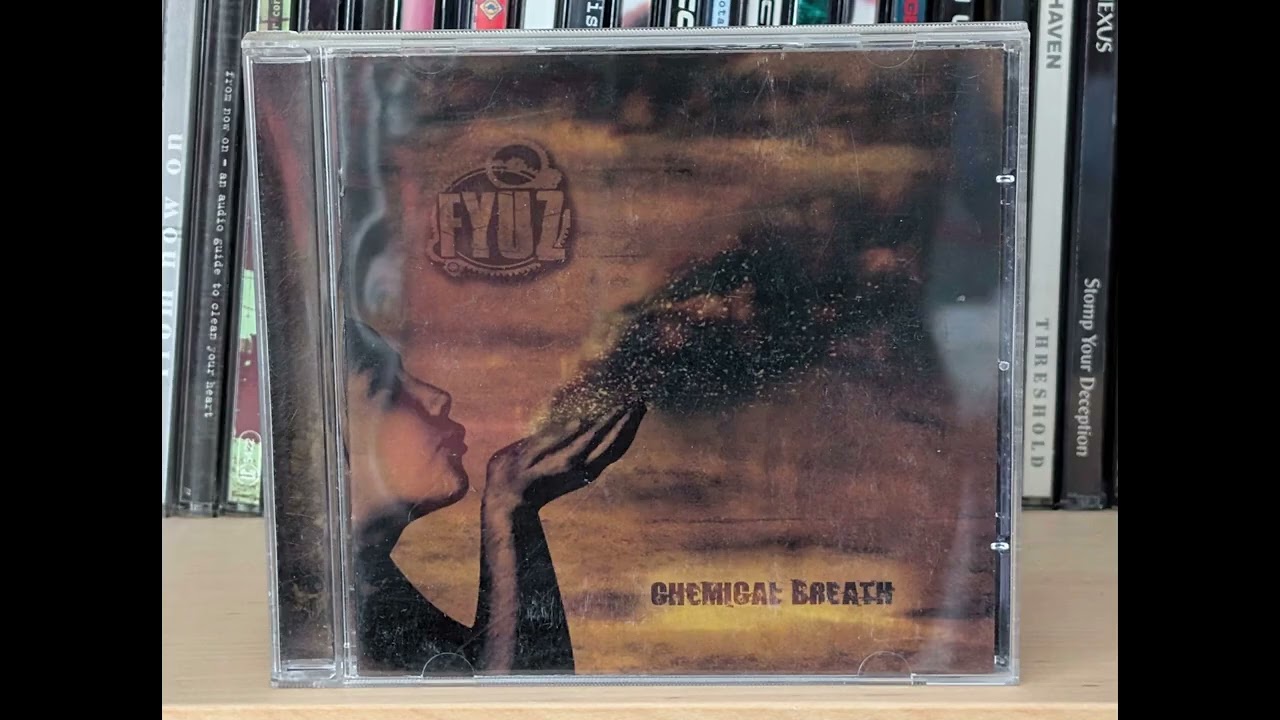 FYUZ
CHEMICAL BREATH
from now on
from now on - an audio guide to clean your heart
HAVEN
THRESHOLD
NEXUS
Stomp Your Deception